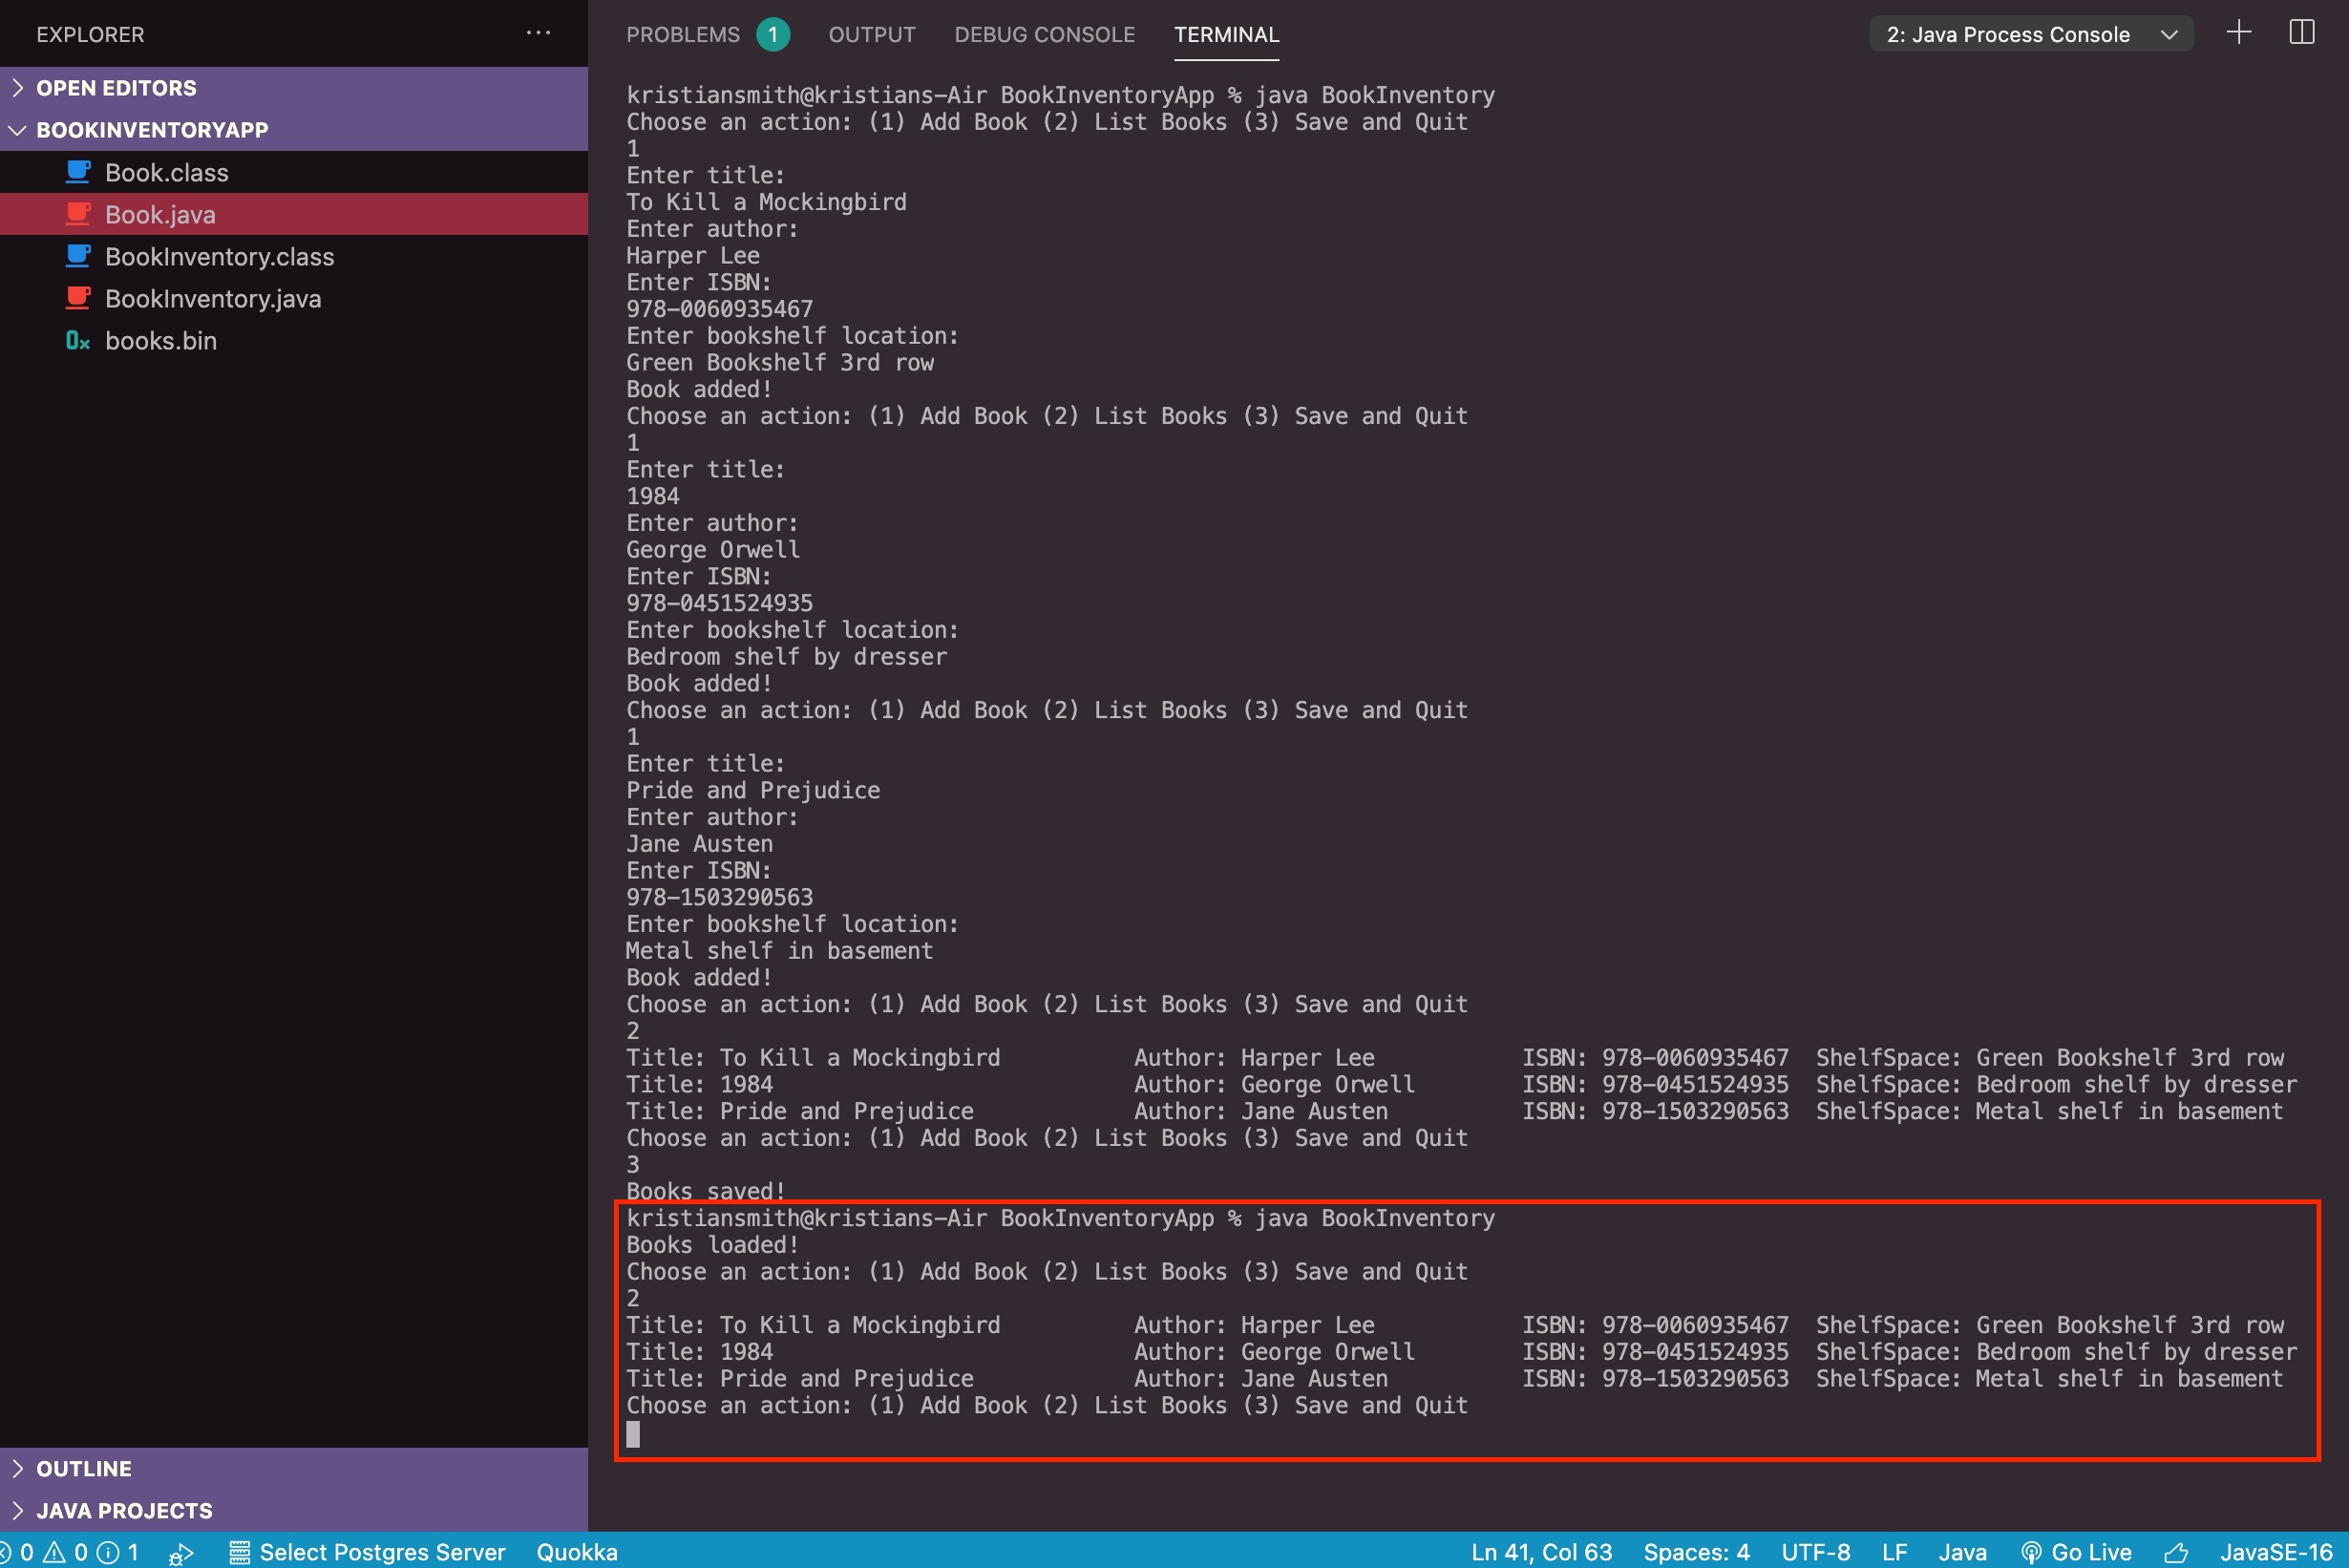 EXPLORER
OPEN EDITORS
BOOKINVENTORYAPP
Book.class
Book.java
BookInventory.class
BookInventory.java
books.bin
OUTLINE
JAVA PROJECTS
PROBLEMS 1 OUTPUT DEBUG CONSOLE TERMINAL 2: Java Process Console
kristiansmith@kristians-Air BookInventoryApp % java BookInventory
Choose an action: (1) Add Book (2) List Books (3) Save and Quit
1
Enter title:
To Kill a Mockingbird
Enter author:
Harper Lee
Enter ISBN:
978-0060935467
Enter bookshelf location:
Green Bookshelf 3rd row
Book added!
Choose an action: (1) Add Book (2) List Books (3) Save and Quit
1
Enter title:
1984
Enter author:
George Orwell
Enter ISBN:
978-0451524935
Enter bookshelf location:
Bedroom shelf by dresser
Book added!
Choose an action: (1) Add Book (2) List Books (3) Save and Quit
1
Enter title:
Pride and Prejudice
Enter author:
Jane Austen
Enter ISBN:
978-1503290563
Enter bookshelf location:
Metal shelf in basement
Book added!
Choose an action: (1) Add Book (2) List Books (3) Save and Quit
2
Title: To Kill a Mockingbird Author: Harper Lee ISBN: 978-0060935467 ShelfSpace: Green Bookshelf 3rd row
Title: 1984 Author: George Orwell ISBN: 978-0451524935 ShelfSpace: Bedroom shelf by dresser
Title: Pride and Prejudice Author: Jane Austen ISBN: 978-1503290563 ShelfSpace: Metal shelf in basement
Choose an action: (1) Add Book (2) List Books (3) Save and Quit
3
Books saved!
kristiansmith@kristians-Air BookInventoryApp % java BookInventory
Books loaded!
Choose an action: (1) Add Book (2) List Books (3) Save and Quit
2
Title: To Kill a Mockingbird Author: Harper Lee ISBN: 978-0060935467 ShelfSpace: Green Bookshelf 3rd row
Title: 1984 Author: George Orwell ISBN: 978-0451524935 ShelfSpace: Bedroom shelf by dresser
Title: Pride and Prejudice Author: Jane Austen ISBN: 978-1503290563 ShelfSpace: Metal shelf in basement
Choose an action: (1) Add Book (2) List Books (3) Save and Quit
0 0 1 Select Postgres Server Quokka Ln 41, Col 63 Spaces: 4 UTF-8 LF Java Go Live JavaSE-16